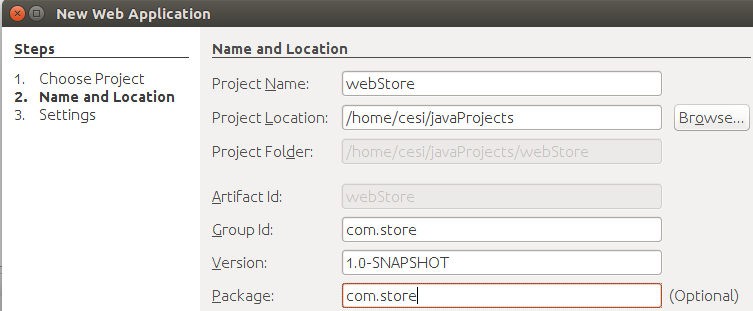 New Web Application
Steps
1. Choose Project
2. Name and Location
3. Settings
Name and Location
Project Name: webStore
Project Location: /home/cesi/javaProjects Browse...
Project Folder: /home/cesi/javaProjects/webStore
Artifact Id: webStore
Group Id: com.store
Version: 1.0-SNAPSHOT
Package: com.store (Optional)